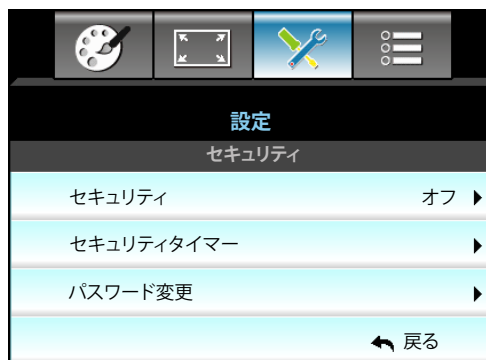 設定
セキュリティ
セキュリティ オフ
セキュリティタイマー
パスワード変更
戻る